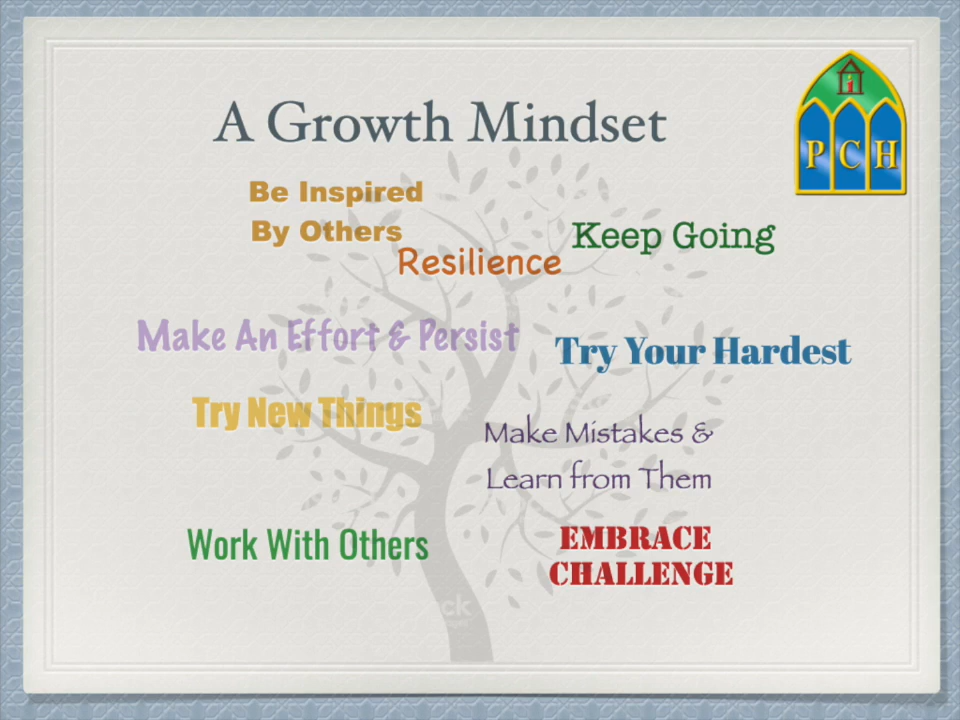 A Growth Mindset
P C H
Be Inspired
By Others
Keep Going
Resilience
Make An Effort & Persist
Try Your Hardest
Try New Things
Make Mistakes &
Learn from Them
Work With Others
EMBRACE
CHALLENGE
ck